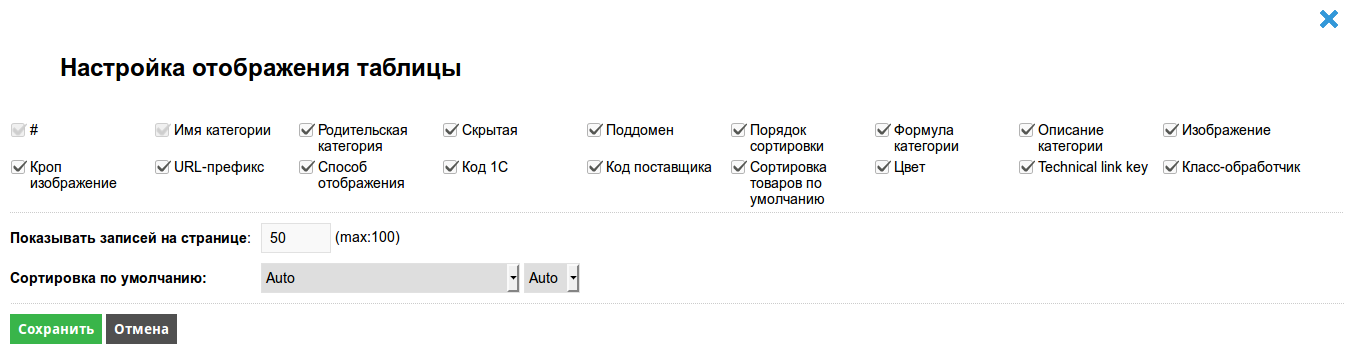 Настройка отображения таблицы
# Имя категории Родительская Скрытая Поддомен Порядок Формула Описание Изображение
категория сортировки категории категории
Кроп URL-префикс Способ Код 1С Код поставщика Сортировка Цвет Technical link key Класс-обработчик
изображение отображения товаров по
умолчанию
Показывать записей на странице: 50 (max:100)
Сортировка по умолчанию: Auto Auto
Сохранить Отмена